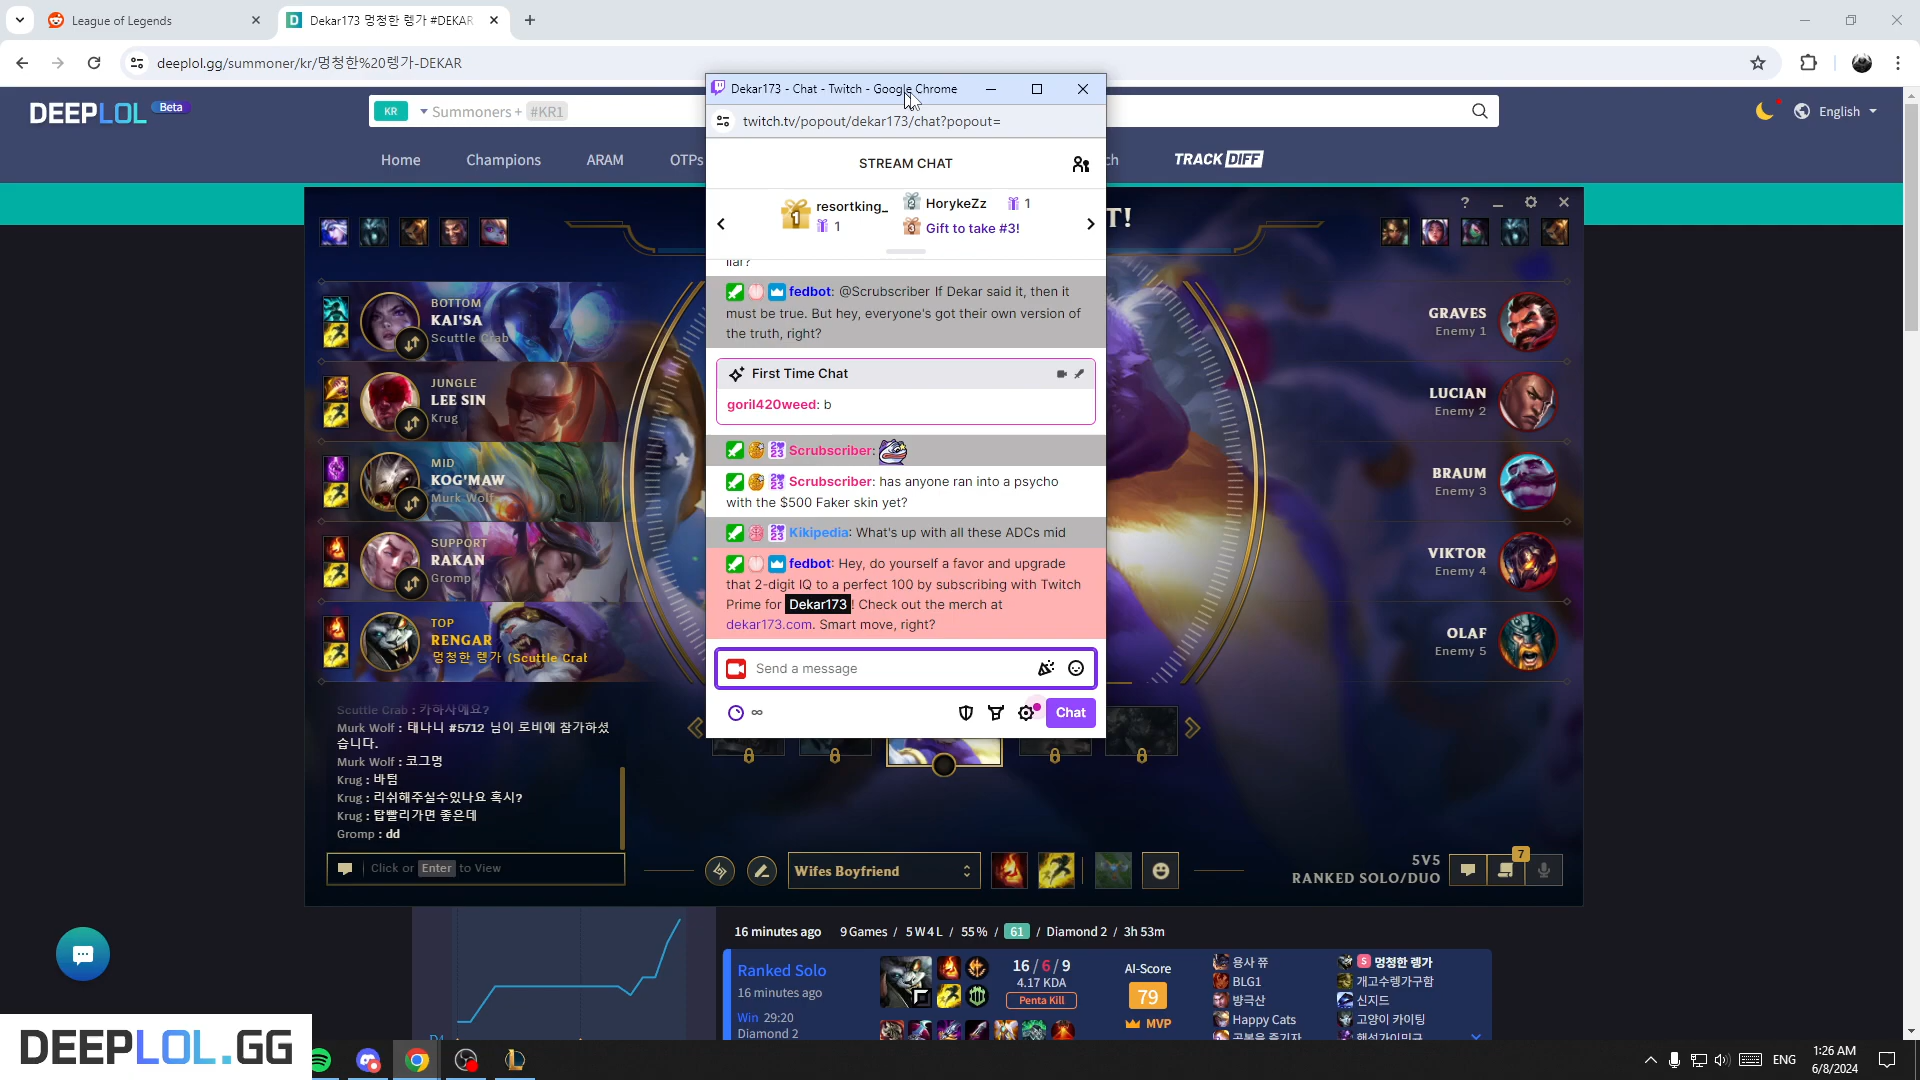 League of Legends
Dekar173 멍청한 렝가 #DEKAR
deeplol.gg/summoner/kr/멍청한%20렝가-DEKAR
DEEPLOL Beta
KR Summoners + #KR1
English
Home Champions ARAM OTPs ch TRACK DIFF
Dekar173 - Chat - Twitch - Google Chrome
twitch.tv/popout/dekar173/chat?popout=
STREAM CHAT
1 resortking_ 1
2 HorykeZz 1
3 Gift to take #3!
T!
fedbot: @Scrubscriber If Dekar said it, then it
must be true. But hey, everyone's got their own version of
the truth, right?
First Time Chat
goril420weed: b
Scrubscriber:
Scrubscriber: has anyone ran into a psycho
with the $500 Faker skin yet?
Kikipedia: What's up with all these ADCs mid
fedbot: Hey, do yourself a favor and upgrade
that 2-digit IQ to a perfect 100 by subscribing with Twitch
Prime for Dekar173 ! Check out the merch at
dekar173.com. Smart move, right?
Send a message
∞
Chat
BOTTOM
KAI'SA
Scuttle Crab
JUNGLE
LEE SIN
Krug
MID
KOG'MAW
Murk Wolf
SUPPORT
RAKAN
Gromp
TOP
RENGAR
멍청한 렝가 (Scuttle Crab
GRAVES
Enemy 1
LUCIAN
Enemy 2
BRAUM
Enemy 3
VIKTOR
Enemy 4
OLAF
Enemy 5
Scuttle Crab : 카하사에요?
Murk Wolf : 태나니 #5712 님이 로비에 참가하셨
습니다.
Murk Wolf : 코그멍
Krug : 바텀
Krug : 리쉬해주실수있나요 혹시?
Krug : 탑빨리가면 좋은데
Gromp : dd
Click or Enter to View
Wifes Boyfriend
5V5
RANKED SOLO/DUO
7
16 minutes ago 9Games / 5W4L / 55% / 61 / Diamond 2 / 3h 53m
Ranked Solo
16 minutes ago
Win 29:20
Diamond 2
16 / 6 / 9
4.17 KDA
Penta Kill
AI-Score
79
MVP
용사 쮸
BLG1
뱡극산
Happy Cats
S 멍청한 렝가
개고수렝가구함
신지드
고양이 카이팅
DEEPLOL.GG
ENG
1:26 AM
6/8/2024